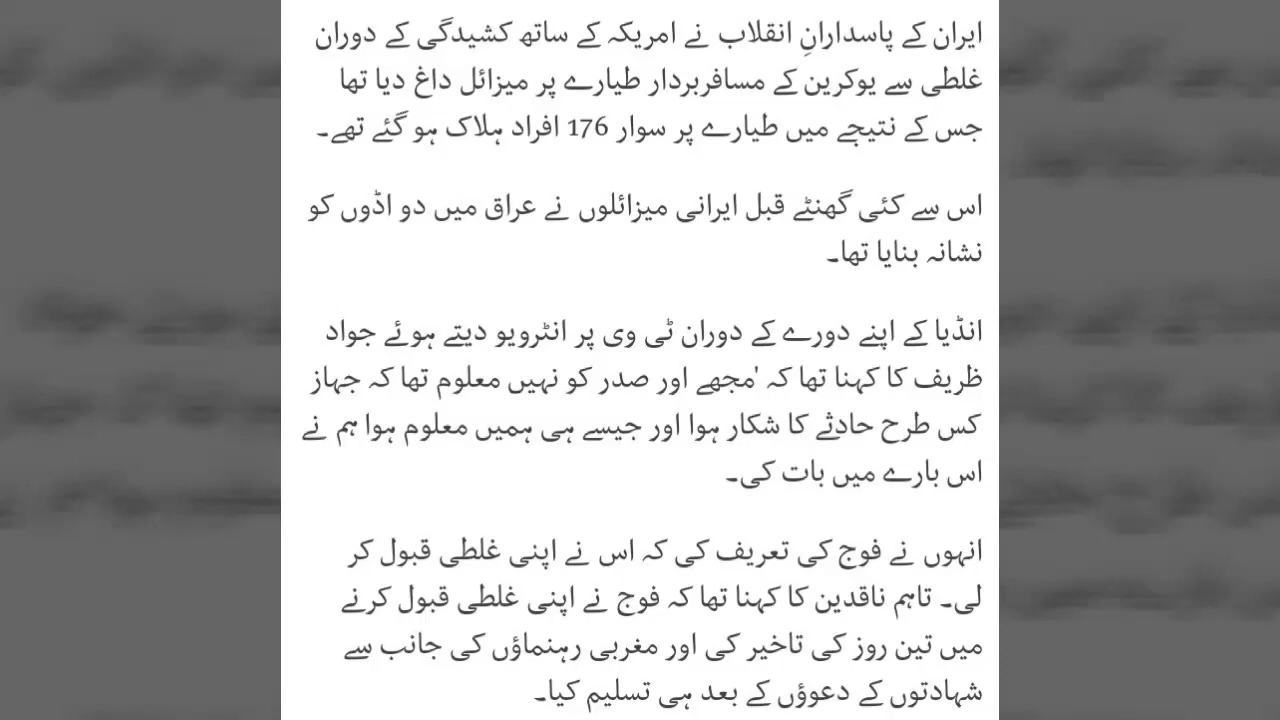 ایران کے پاسدارانِ انقلاب نے امریکہ کے ساتھ کشیدگی کے دوران
غلطی سے یوکرین کے مسافربردار طیارے پر میزائل داغ دیا تھا
جس کے نتیجے میں طیارے پر سوار 176 افراد ہلاک ہو گئے تھے۔
اس سے کئی گھنٹے قبل ایرانی میزائلوں نے عراق میں دو اڈوں کو
نشانہ بنایا تھا۔
انڈیا کے اپنے دورے کے دوران ٹی وی پر انٹرویو دیتے ہوئے جواد
ظریف کا کہنا تھا کہ 'مجھے اور صدر کو نہیں معلوم تھا کہ جہاز
کس طرح حادثے کا شکار ہوا اور جیسے ہی ہمیں معلوم ہوا ہم نے
اس بارے میں بات کی۔
انہوں نے فوج کی تعریف کی کہ اس نے اپنی غلطی قبول کر
لی۔ تاہم ناقدین کا کہنا تھا کہ فوج نے اپنی غلطی قبول کرنے
میں تین روز کی تاخیر کی اور مغربی رہنماؤں کی جانب سے
شہادتوں کے دعوؤں کے بعد ہی تسلیم کیا۔